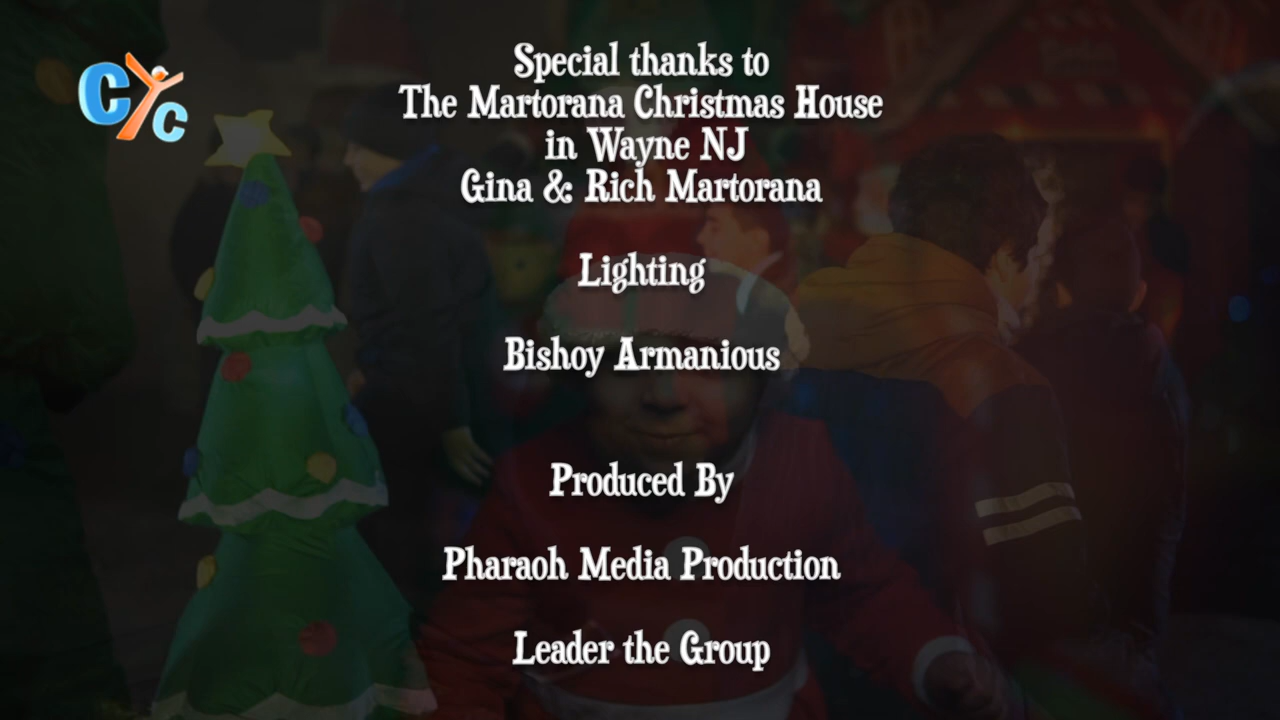 CYC
Special thanks to
The Martorana Christmas House
in Wayne NJ
Gina & Rich Martorana
Lighting
Bishoy Armanious
Produced By
Pharaoh Media Production
Leader the Group